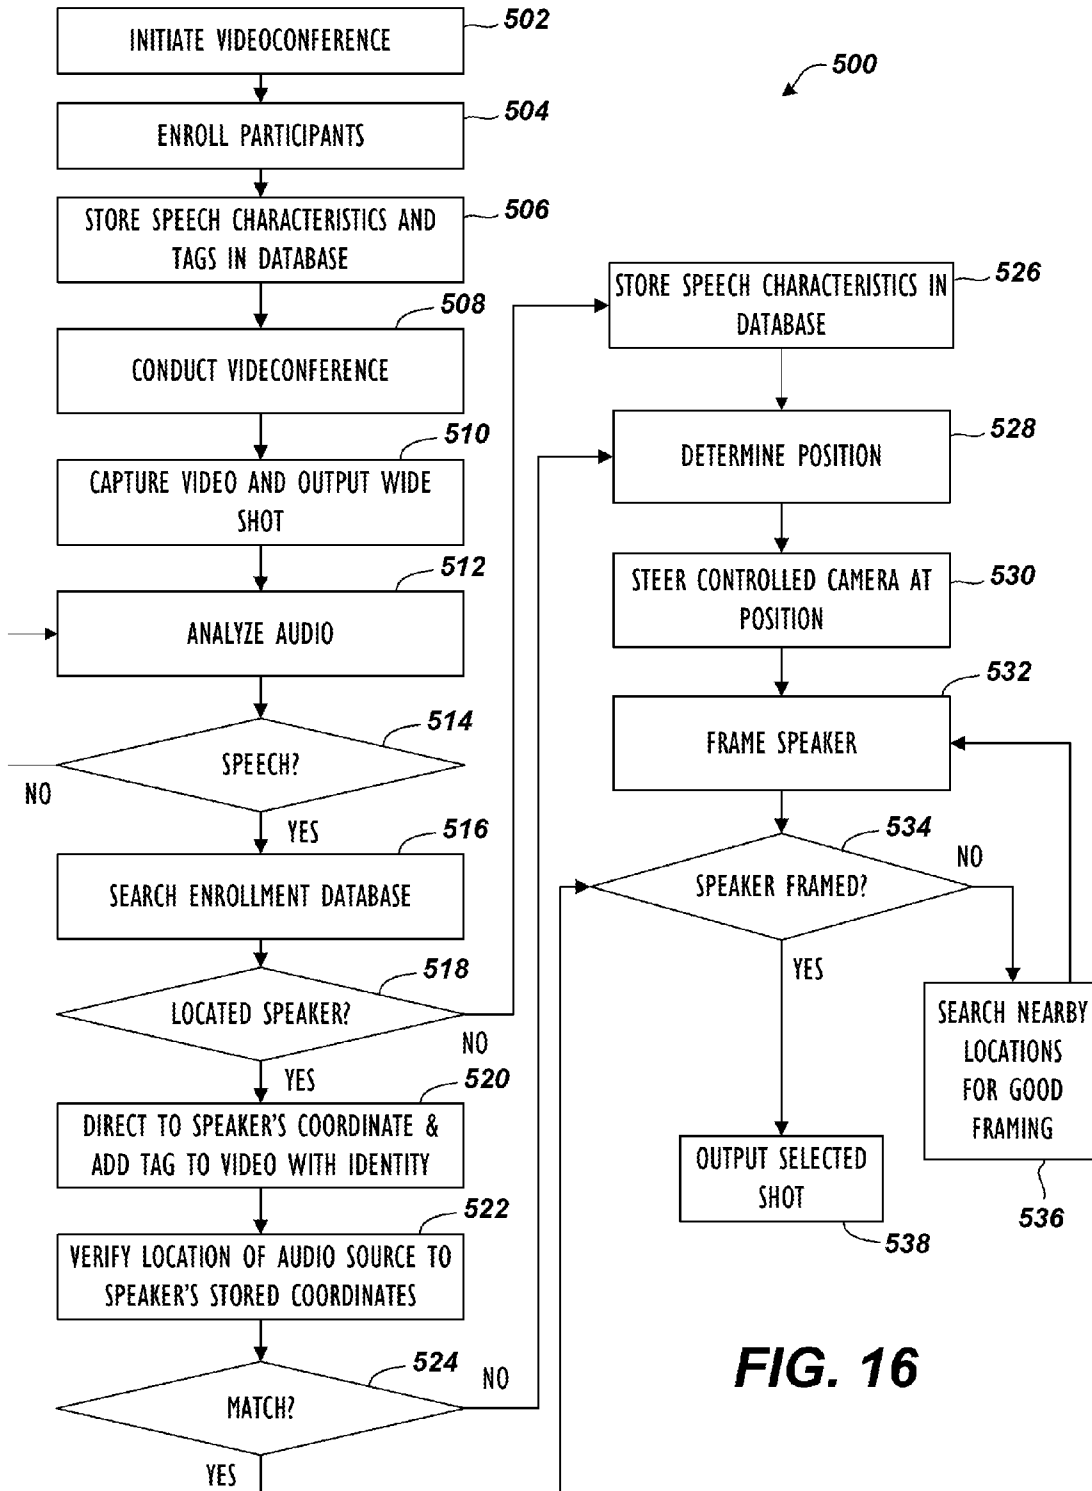 502
INITIATE VIDEOCONFERENCE
500
504
ENROLL PARTICIPANTS
506
STORE SPEECH CHARACTERISTICS AND
TAGS IN DATABASE
508
CONDUCT VIDECONFERENCE
510
CAPTURE VIDEO AND OUTPUT WIDE
SHOT
512
ANALYZE AUDIO
514
SPEECH?
NO
YES
516
SEARCH ENROLLMENT DATABASE
518
LOCATED SPEAKER?
NO
YES
520
DIRECT TO SPEAKER'S COORDINATE &
ADD TAG TO VIDEO WITH IDENTITY
522
VERIFY LOCATION OF AUDIO SOURCE TO
SPEAKER'S STORED COORDINATES
524
MATCH?
NO
YES
526
STORE SPEECH CHARACTERISTICS IN
DATABASE
528
DETERMINE POSITION
530
STEER CONTROLLED CAMERA AT
POSITION
532
FRAME SPEAKER
534
SPEAKER FRAMED?
NO
YES
SEARCH NEARBY
LOCATIONS
FOR GOOD
FRAMING
536
OUTPUT SELECTED
SHOT
538
FIG. 16